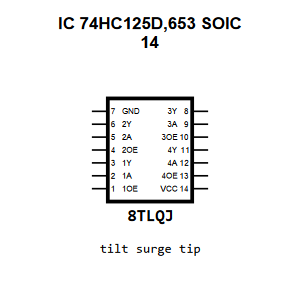 IC 74HC125D,653 SOIC
14
7 GND 3Y 8
6 2Y 3A 9
5 2A 3OE 10
4 2OE 4Y 11
3 1Y 4A 12
2 1A 4OE 13
1 1OE VCC 14
8TLQJ
tilt surge tip